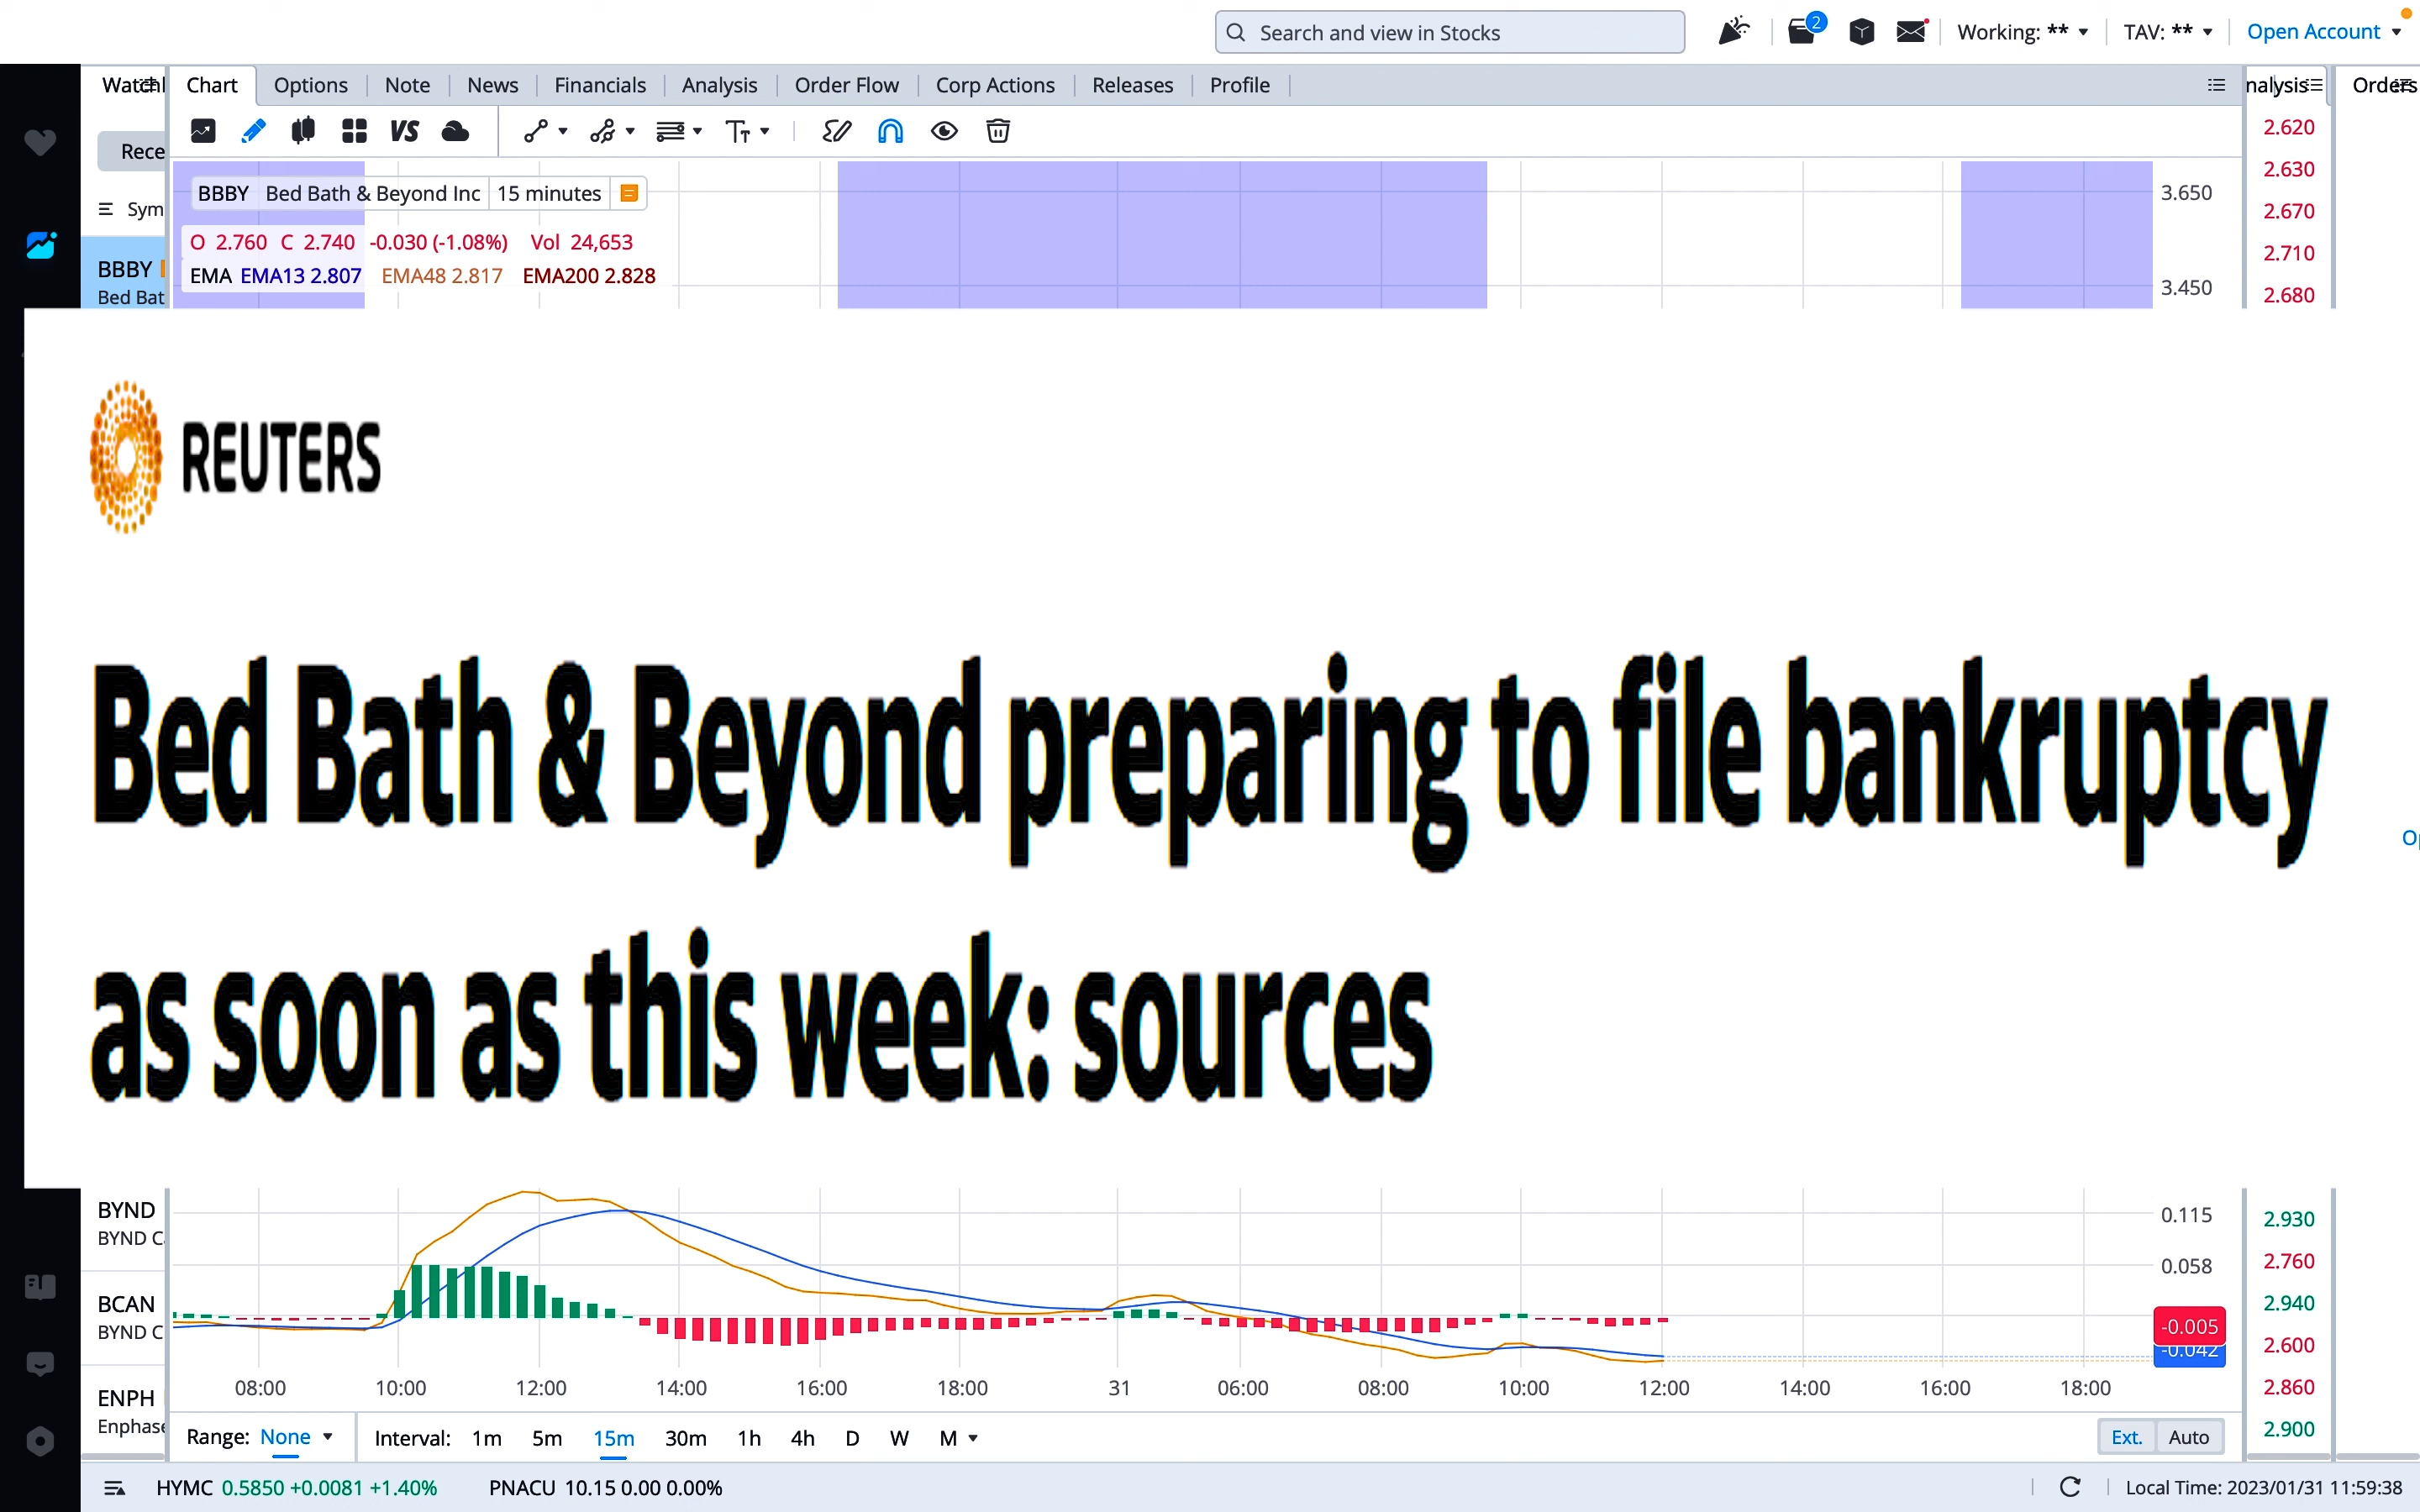 Search and view in Stocks
2
Working: **
TAV: **
Open Account
Chart
Options
Note
News
Financials
Analysis
Order Flow
Corp Actions
Releases
Profile
nalysis
Orders
VS
Tт
Rece
Sym
BBBY Bed Bath & Beyond Inc 15 minutes
O 2.760 C 2.740 -0.030 (-1.08%) Vol 24,653
EMA EMA13 2.807 EMA48 2.817 EMA200 2.828
BBBY
Bed Bat
3.650
3.450
2.620
2.630
2.670
2.710
2.680
REUTERS
Bed Bath & Beyond preparing to file bankruptcy
as soon as this week: sources
BYND
BYND C
BCAN
BYND C
ENPH
Enphase
0.115
0.058
-0.005
-0.042
2.930
2.760
2.940
2.600
2.860
2.900
08:00 10:00 12:00 14:00 16:00 18:00 31 06:00 08:00 10:00 12:00 14:00 16:00 18:00
Range: None Interval: 1m 5m 15m 30m 1h 4h D W M Ext. Auto
HYMC 0.5850 +0.0081 +1.40% PNACU 10.15 0.00 0.00% Local Time: 2023/01/31 11:59:38